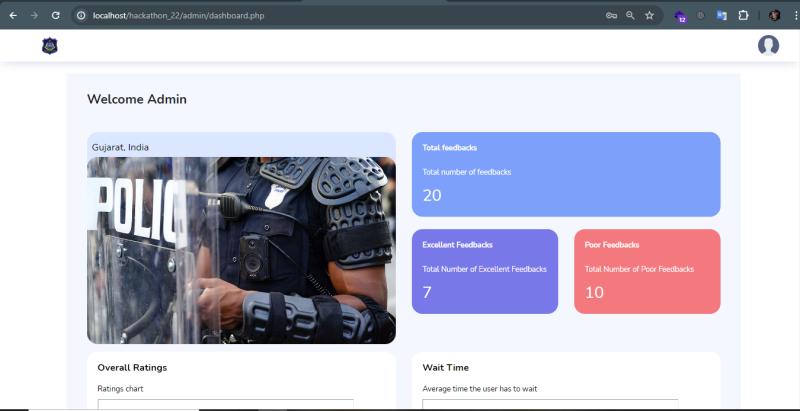 localhost/hackathon_22/admin/dashboard.php
12
Welcome Admin
Gujarat, India
POLIC
Total feedbacks
Total number of feedbacks
20
Excellent Feedbacks
Total Number of Excellent Feedbacks
7
Poor Feedbacks
Total Number of Poor Feedbacks
10
Overall Ratings
Ratings chart
Wait Time
Average time the user has to wait